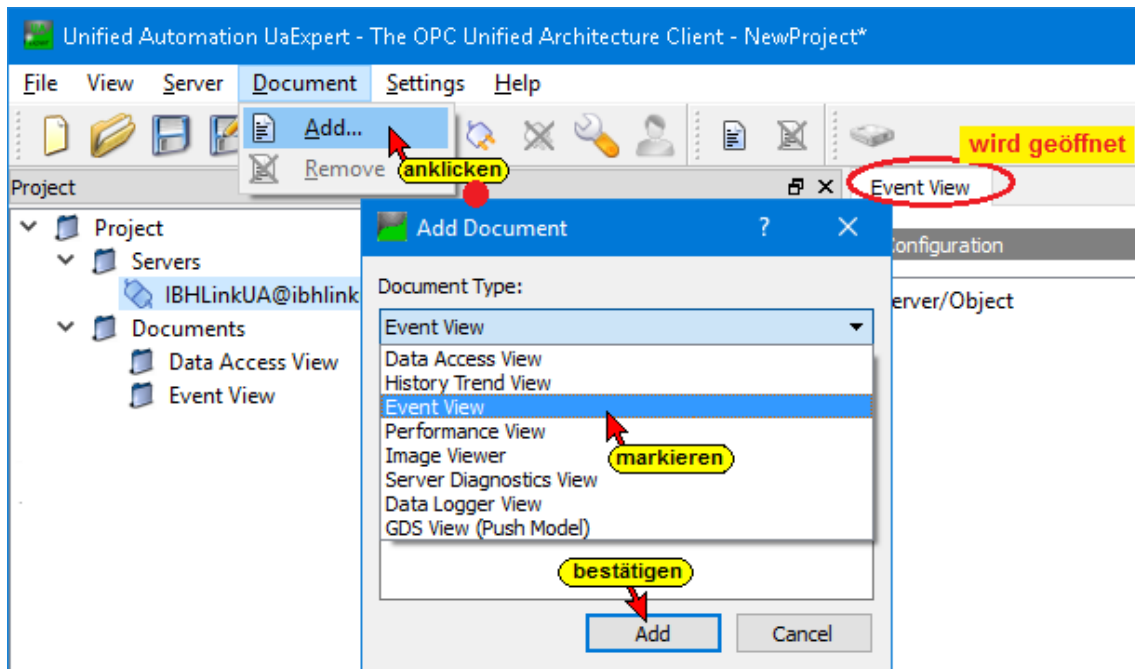 Unified Automation UaExpert - The OPC Unified Architecture Client - NewProject*
File View Server Document Settings Help
Add...
Remove
anklicken
wird geöffnet
Project
Event View
Project
Servers
IBHLinkUA@ibhlink
Documents
Data Access View
Event View
Configuration
erver/Object
Add Document ?
Document Type:
Event View
Data Access View
History Trend View
Event View
Performance View
Image Viewer
markieren
Server Diagnostics View
Data Logger View
GDS View (Push Model)
bestätigen
Add Cancel